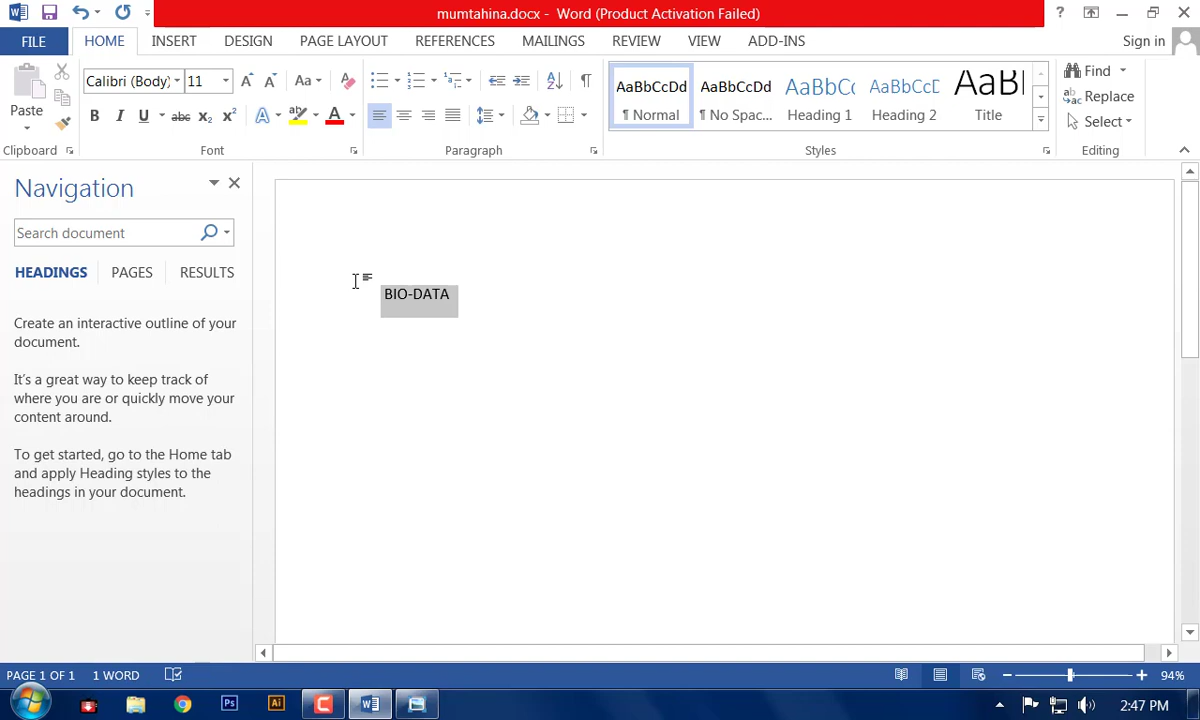 mumtahina.docx - Word (Product Activation Failed)
FILE HOME INSERT DESIGN PAGE LAYOUT REFERENCES MAILINGS REVIEW VIEW ADD-INS Sign in
Paste
Calibri (Body) 11
AaBbCcDd AaBbCcDd AaBbCc AaBbCcD AaBl
¶ Normal ¶ No Spac... Heading 1 Heading 2 Title
Find
Replace
Select
Clipboard Font Paragraph Styles Editing
Navigation
Search document
HEADINGS PAGES RESULTS
Create an interactive outline of your
document.
It's a great way to keep track of
where you are or quickly move your
content around.
To get started, go to the Home tab
and apply Heading styles to the
headings in your document.
BIO-DATA
PAGE 1 OF 1 1 WORD 94%
Ps Ai 2:47 PM